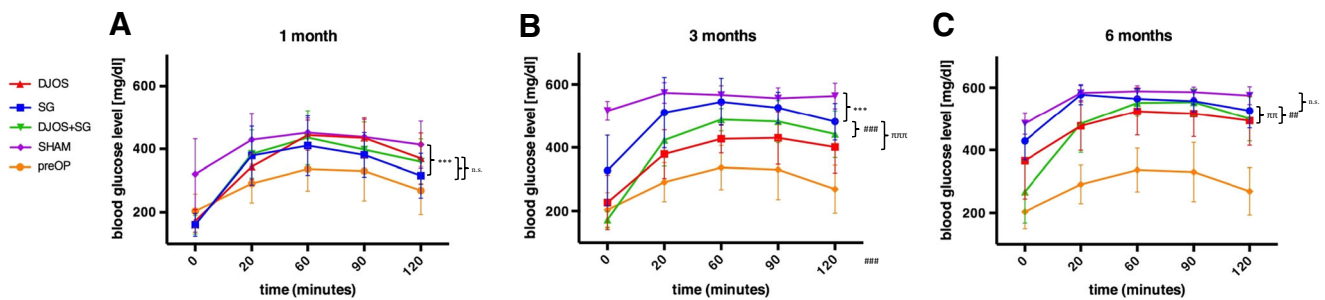 A
1 month
DJOS
SG
DJOS+SG
SHAM
preOP
blood glucose level [mg/dl]
600
400
200
0
20
60
90
120
time (minutes)
***
n.s.
B
3 months
blood glucose level [mg/dl]
600
400
200
0
20
60
90
120
time (minutes)
***
###
πππ
###
C
6 months
blood glucose level [mg/dl]
600
400
200
0
20
60
90
120
time (minutes)
ππ
##
n.s.